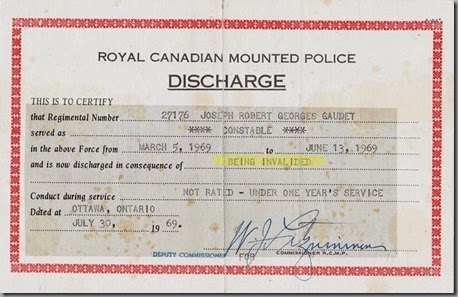 ROYAL CANADIAN MOUNTED POLICE
DISCHARGE
THIS IS TO CERTIFY
that Regimental Number 27176 JOSEPH ROBERT GEORGES GAUDET
served as **** CONSTABLE ****
in the above Force from MARCH 5, 1969 to JUNE 13, 1969
and is now discharged in consequence of BEING INVALIDED
Conduct during service NOT RATED - UNDER ONE YEAR'S SERVICE
Dated at OTTAWA, ONTARIO
JULY 30, 1969.
DEPUTY COMMISSIONER FOR COMMISSIONER R.C.M.P.